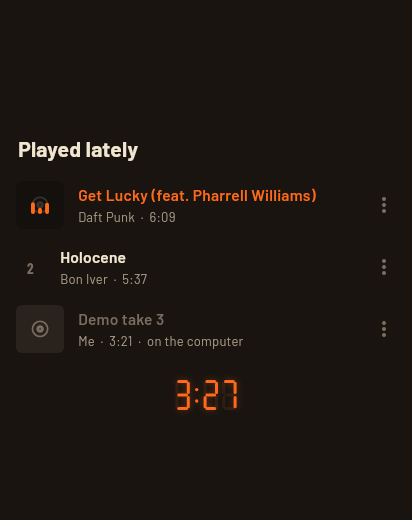 Played lately
Get Lucky (feat. Pharrell Williams)
Daft Punk · 6:09
2
Holocene
Bon Iver · 5:37
Demo take 3
Me · 3:21 · on the computer
3:27